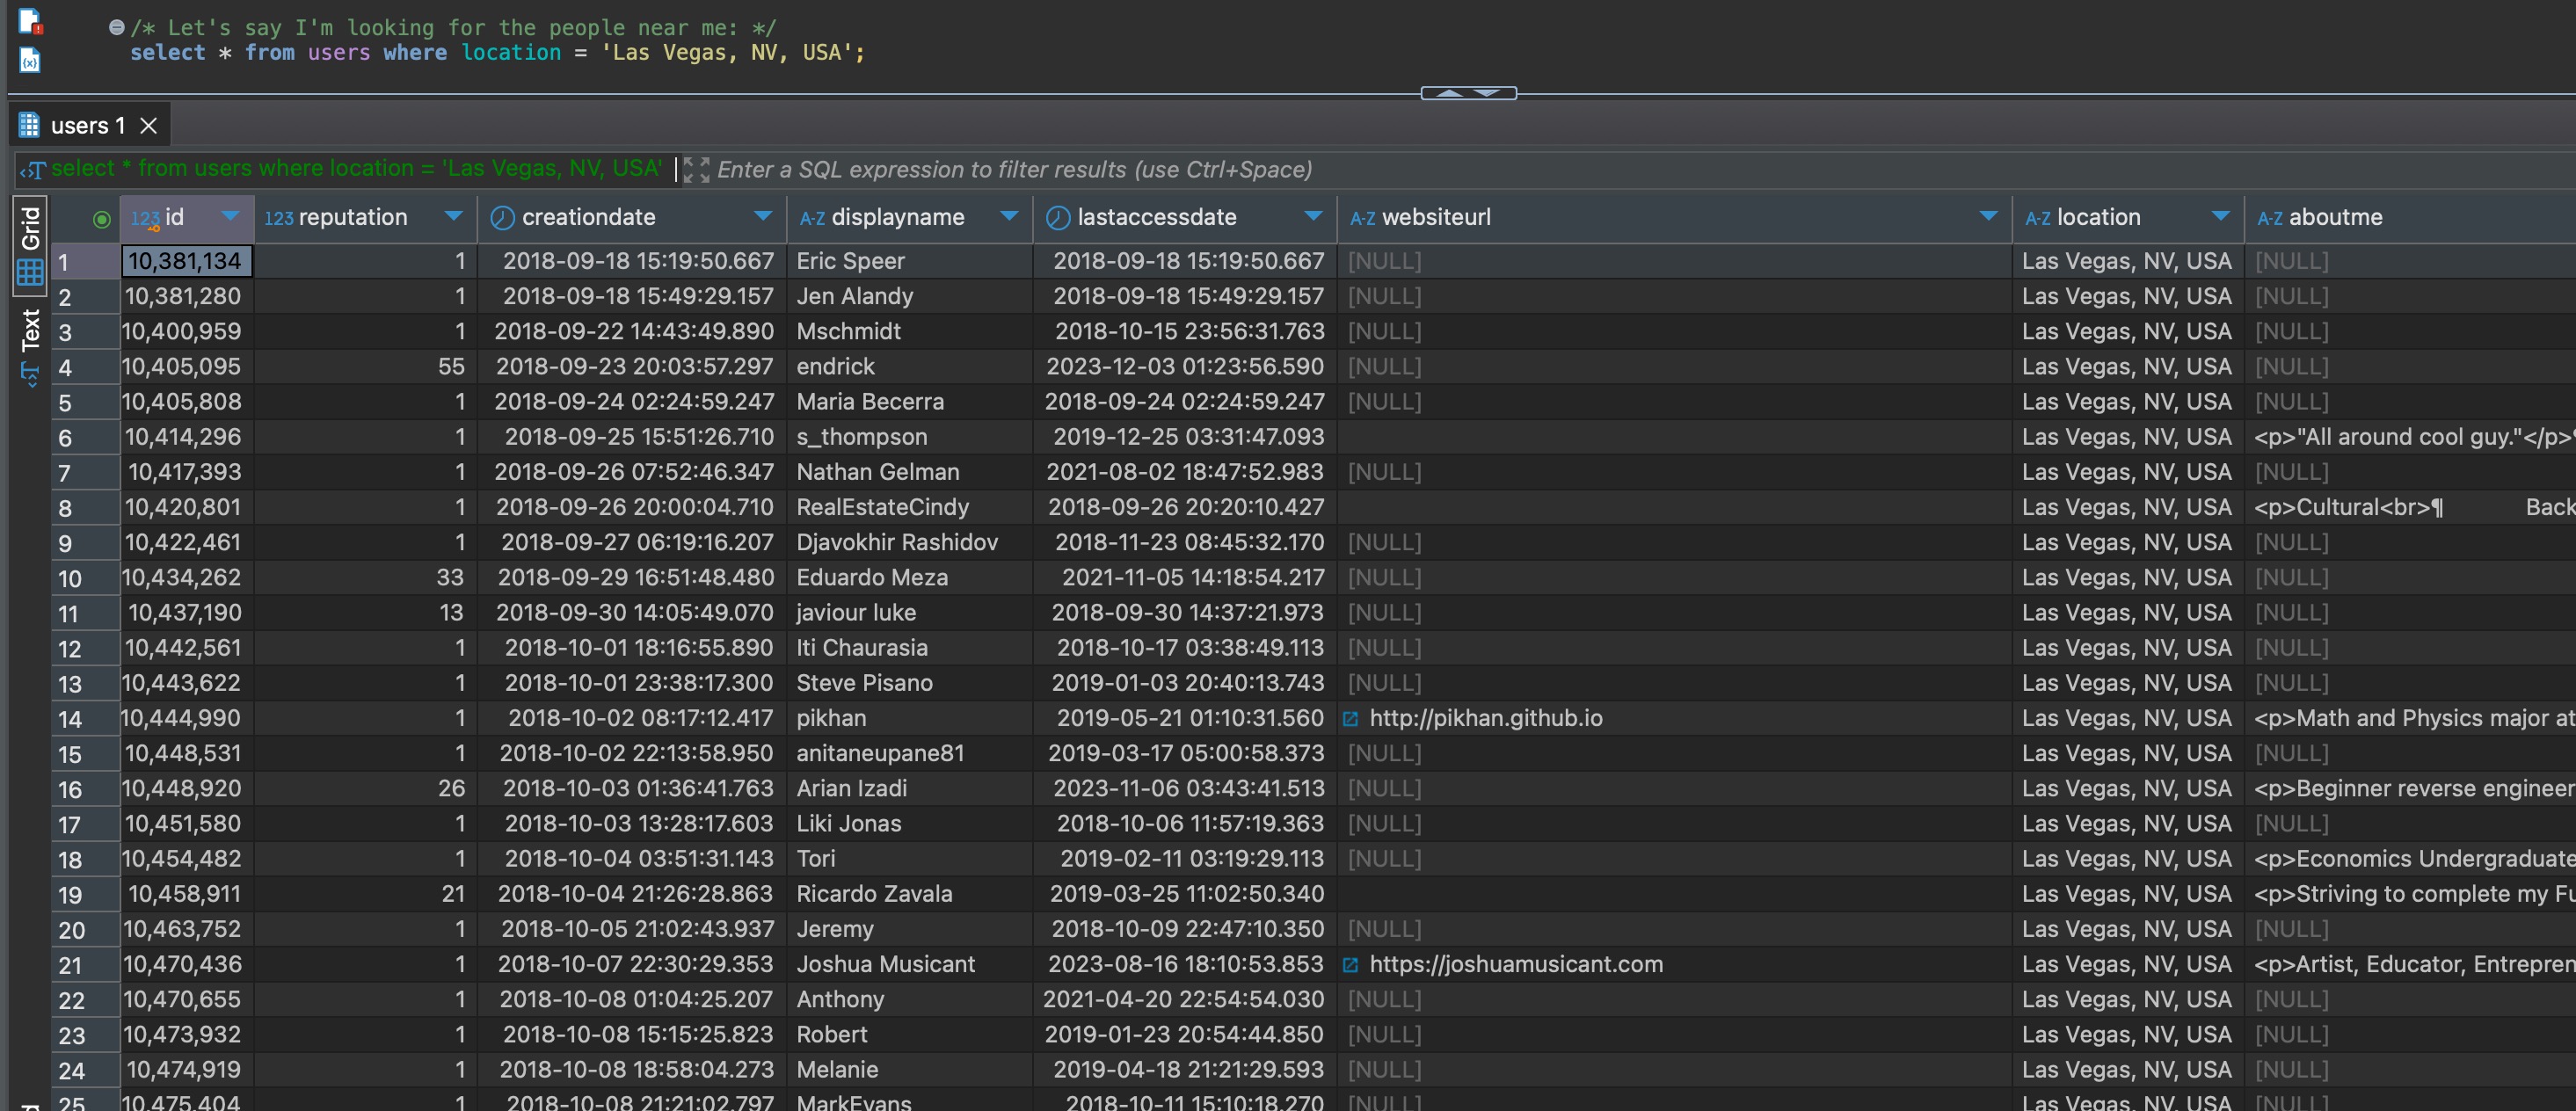 /* Let's say I'm looking for the people near me: */
select * from users where location = 'Las Vegas, NV, USA';
users 1
select * from users where location = 'Las Vegas, NV, USA' Enter a SQL expression to filter results (use Ctrl+Space)
Grid
Text
123 id 123 reputation creationdate A-Z displayname lastaccessdate A-Z websiteurl A-Z location A-Z aboutme
1 10,381,134 1 2018-09-18 15:19:50.667 Eric Speer 2018-09-18 15:19:50.667 [NULL] Las Vegas, NV, USA [NULL]
2 10,381,280 1 2018-09-18 15:49:29.157 Jen Alandy 2018-09-18 15:49:29.157 [NULL] Las Vegas, NV, USA [NULL]
3 10,400,959 1 2018-09-22 14:43:49.890 Mschmidt 2018-10-15 23:56:31.763 [NULL] Las Vegas, NV, USA [NULL]
4 10,405,095 55 2018-09-23 20:03:57.297 endrick 2023-12-03 01:23:56.590 [NULL] Las Vegas, NV, USA [NULL]
5 10,405,808 1 2018-09-24 02:24:59.247 Maria Becerra 2018-09-24 02:24:59.247 [NULL] Las Vegas, NV, USA [NULL]
6 10,414,296 1 2018-09-25 15:51:26.710 s_thompson 2019-12-25 03:31:47.093 Las Vegas, NV, USA <p>"All around cool guy."</p>
7 10,417,393 1 2018-09-26 07:52:46.347 Nathan Gelman 2021-08-02 18:47:52.983 [NULL] Las Vegas, NV, USA [NULL]
8 10,420,801 1 2018-09-26 20:00:04.710 RealEstateCindy 2018-09-26 20:20:10.427 Las Vegas, NV, USA <p>Cultural<br>¶ Back
9 10,422,461 1 2018-09-27 06:19:16.207 Djavokhir Rashidov 2018-11-23 08:45:32.170 [NULL] Las Vegas, NV, USA [NULL]
10 10,434,262 33 2018-09-29 16:51:48.480 Eduardo Meza 2021-11-05 14:18:54.217 [NULL] Las Vegas, NV, USA [NULL]
11 10,437,190 13 2018-09-30 14:05:49.070 javiour luke 2018-09-30 14:37:21.973 [NULL] Las Vegas, NV, USA [NULL]
12 10,442,561 1 2018-10-01 18:16:55.890 Iti Chaurasia 2018-10-17 03:38:49.113 [NULL] Las Vegas, NV, USA [NULL]
13 10,443,622 1 2018-10-01 23:38:17.300 Steve Pisano 2019-01-03 20:40:13.743 [NULL] Las Vegas, NV, USA [NULL]
14 10,444,990 1 2018-10-02 08:17:12.417 pikhan 2019-05-21 01:10:31.560 http://pikhan.github.io Las Vegas, NV, USA <p>Math and Physics major at
15 10,448,531 1 2018-10-02 22:13:58.950 anitaneupane81 2019-03-17 05:00:58.373 [NULL] Las Vegas, NV, USA [NULL]
16 10,448,920 26 2018-10-03 01:36:41.763 Arian Izadi 2023-11-06 03:43:41.513 [NULL] Las Vegas, NV, USA <p>Beginner reverse engineer
17 10,451,580 1 2018-10-03 13:28:17.603 Liki Jonas 2018-10-06 11:57:19.363 [NULL] Las Vegas, NV, USA [NULL]
18 10,454,482 1 2018-10-04 03:51:31.143 Tori 2019-02-11 03:19:29.113 [NULL] Las Vegas, NV, USA <p>Economics Undergraduate
19 10,458,911 21 2018-10-04 21:26:28.863 Ricardo Zavala 2019-03-25 11:02:50.340 Las Vegas, NV, USA <p>Striving to complete my Fu
20 10,463,752 1 2018-10-05 21:02:43.937 Jeremy 2018-10-09 22:47:10.350 [NULL] Las Vegas, NV, USA [NULL]
21 10,470,436 1 2018-10-07 22:30:29.353 Joshua Musicant 2023-08-16 18:10:53.853 https://joshuamusicant.com Las Vegas, NV, USA <p>Artist, Educator, Entrepren
22 10,470,655 1 2018-10-08 01:04:25.207 Anthony 2021-04-20 22:54:54.030 [NULL] Las Vegas, NV, USA [NULL]
23 10,473,932 1 2018-10-08 15:15:25.823 Robert 2019-01-23 20:54:44.850 [NULL] Las Vegas, NV, USA [NULL]
24 10,474,919 1 2018-10-08 18:58:04.273 Melanie 2019-04-18 21:21:29.593 [NULL] Las Vegas, NV, USA [NULL]
25 10,475,404 1 2018-10-08 21:21:02.797 MarkEvans 2018-10-11 15:10:18.270 [NULL] Las Vegas, NV, USA [NULL]